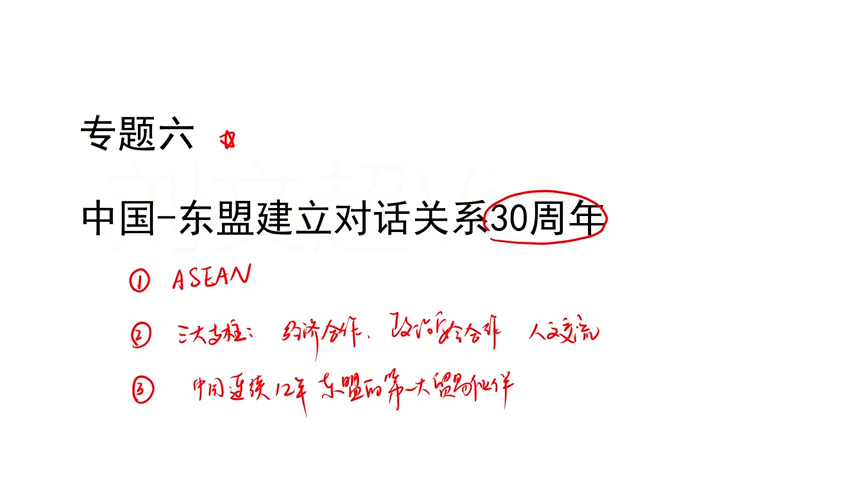 专题六
中国-东盟建立对话关系30周年
① ASEAN
② 三大支柱: 经济合作. 政治安全合作 人文交流
③ 中国连续12年东盟的第一大贸易伙伴